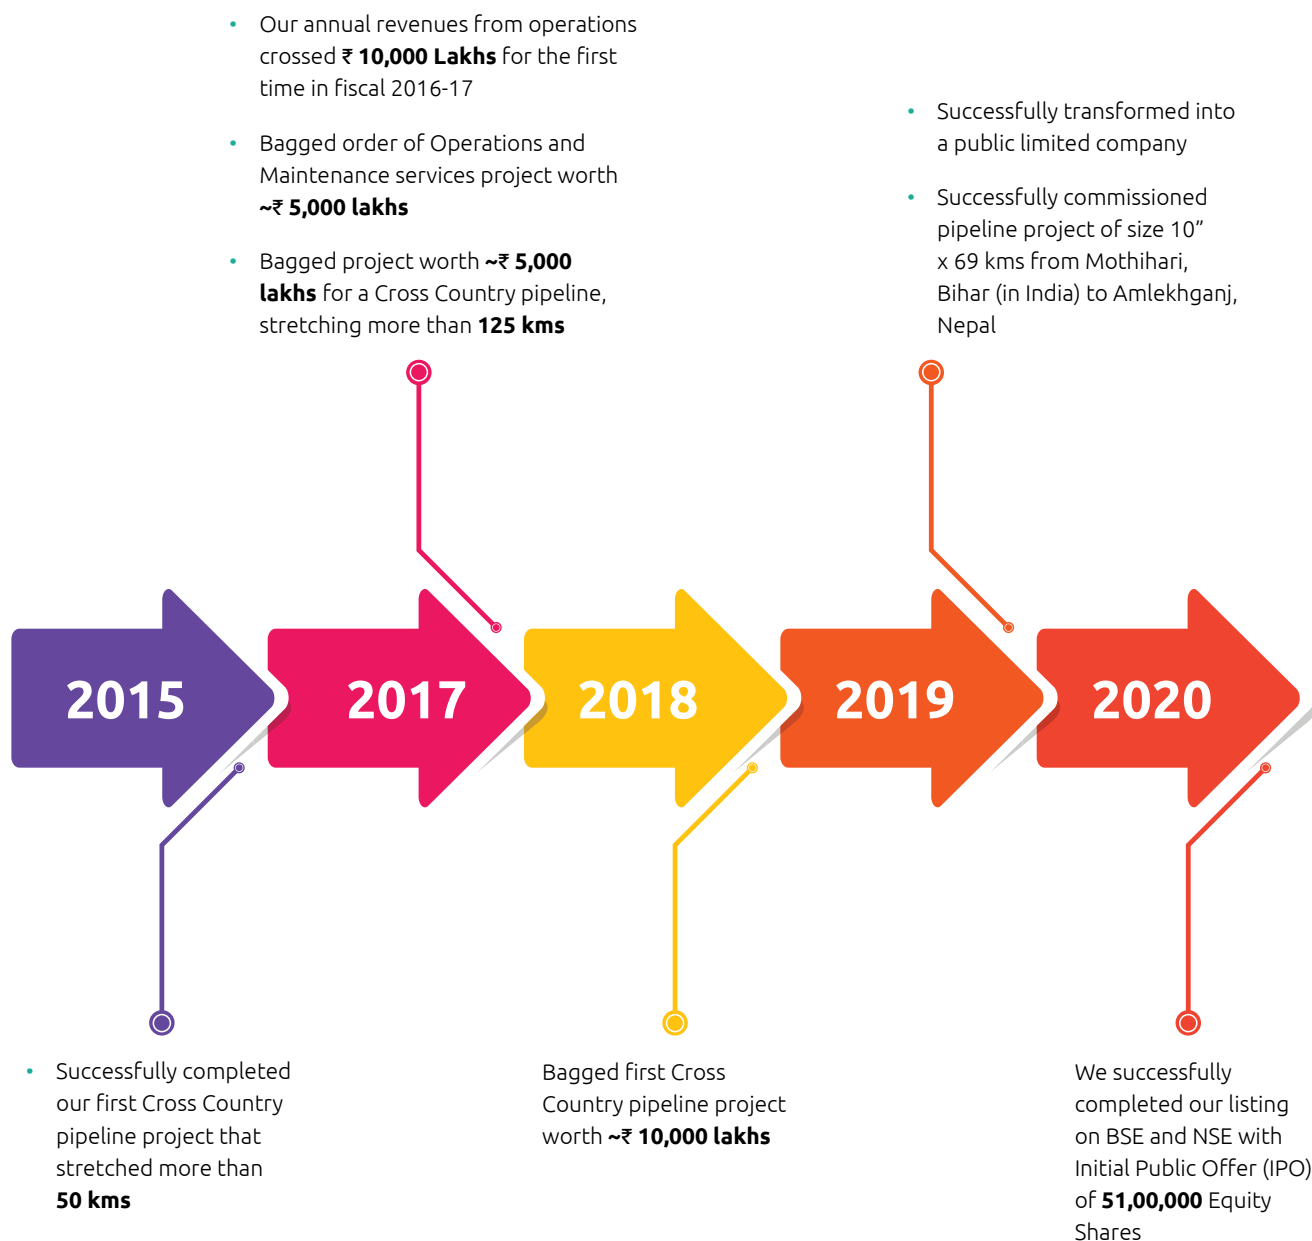 • Our annual revenues from operations
crossed ₹ 10,000 Lakhs for the first
time in fiscal 2016-17
• Bagged order of Operations and
Maintenance services project worth
~₹ 5,000 lakhs
• Bagged project worth ~₹ 5,000
lakhs for a Cross Country pipeline,
stretching more than 125 kms
• Successfully transformed into
a public limited company
• Successfully commissioned
pipeline project of size 10”
x 69 kms from Mothihari,
Bihar (in India) to Amlekhganj,
Nepal
2015
2017
2018
2019
2020
• Successfully completed
our first Cross Country
pipeline project that
stretched more than
50 kms
Bagged first Cross
Country pipeline project
worth ~₹ 10,000 lakhs
We successfully
completed our listing
on BSE and NSE with
Initial Public Offer (IPO)
of 51,00,000 Equity
Shares